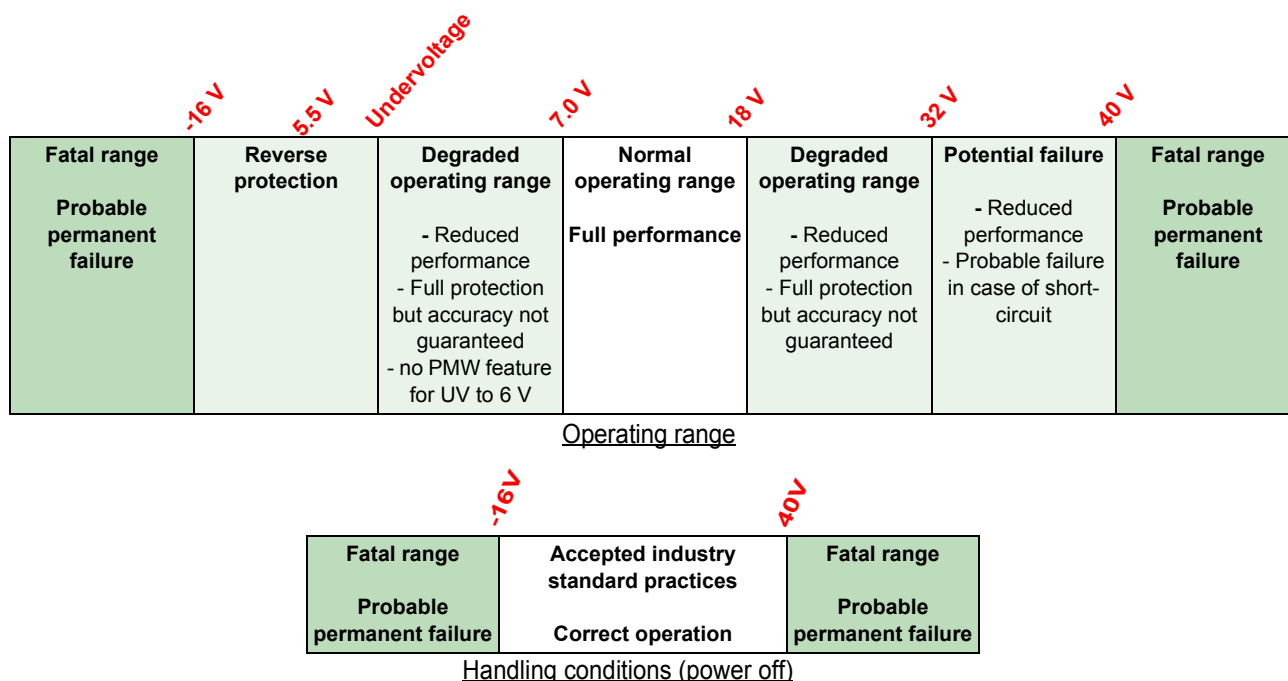 -16 V
5.5 V
Undervoltage
7.0 V
18 V
32 V
40 V
Fatal range
Probable
permanent
failure
Reverse
protection
Degraded
operating range
- Reduced
performance
- Full protection
but accuracy not
guaranteed
- no PMW feature
for UV to 6 V
Normal
operating range
Full performance
Degraded
operating range
- Reduced
performance
- Full protection
but accuracy not
guaranteed
Potential failure
- Reduced
performance
- Probable failure
in case of short-
circuit
Fatal range
Probable
permanent
failure
Operating range
-16V
40V
Fatal range
Probable
permanent failure
Accepted industry
standard practices
Correct operation
Fatal range
Probable
permanent failure
Handling conditions (power off)